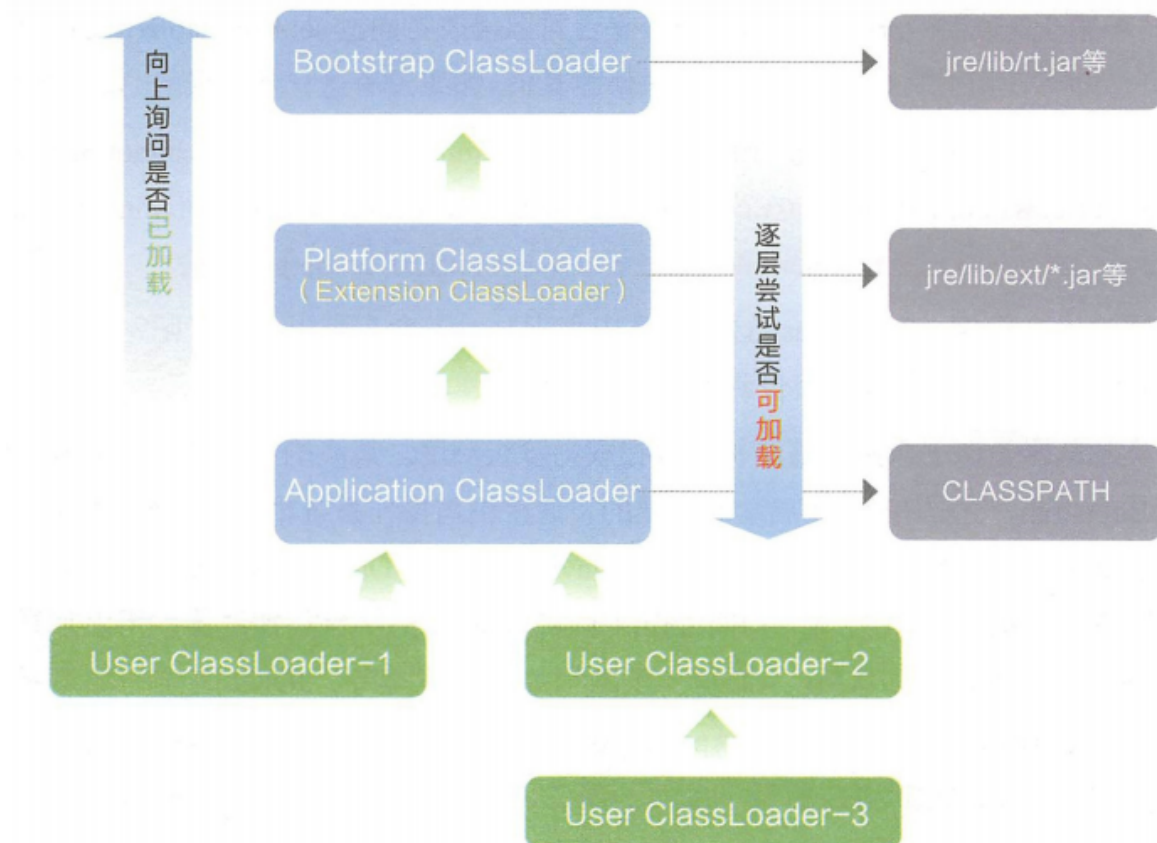 向上询问是否已加载
Bootstrap ClassLoader
jre/lib/rt.jar等
Platform ClassLoader
（Extension ClassLoader）
逐层尝试是否可加载
jre/lib/ext/*.jar等
Application ClassLoader
CLASSPATH
User ClassLoader-1
User ClassLoader-2
User ClassLoader-3